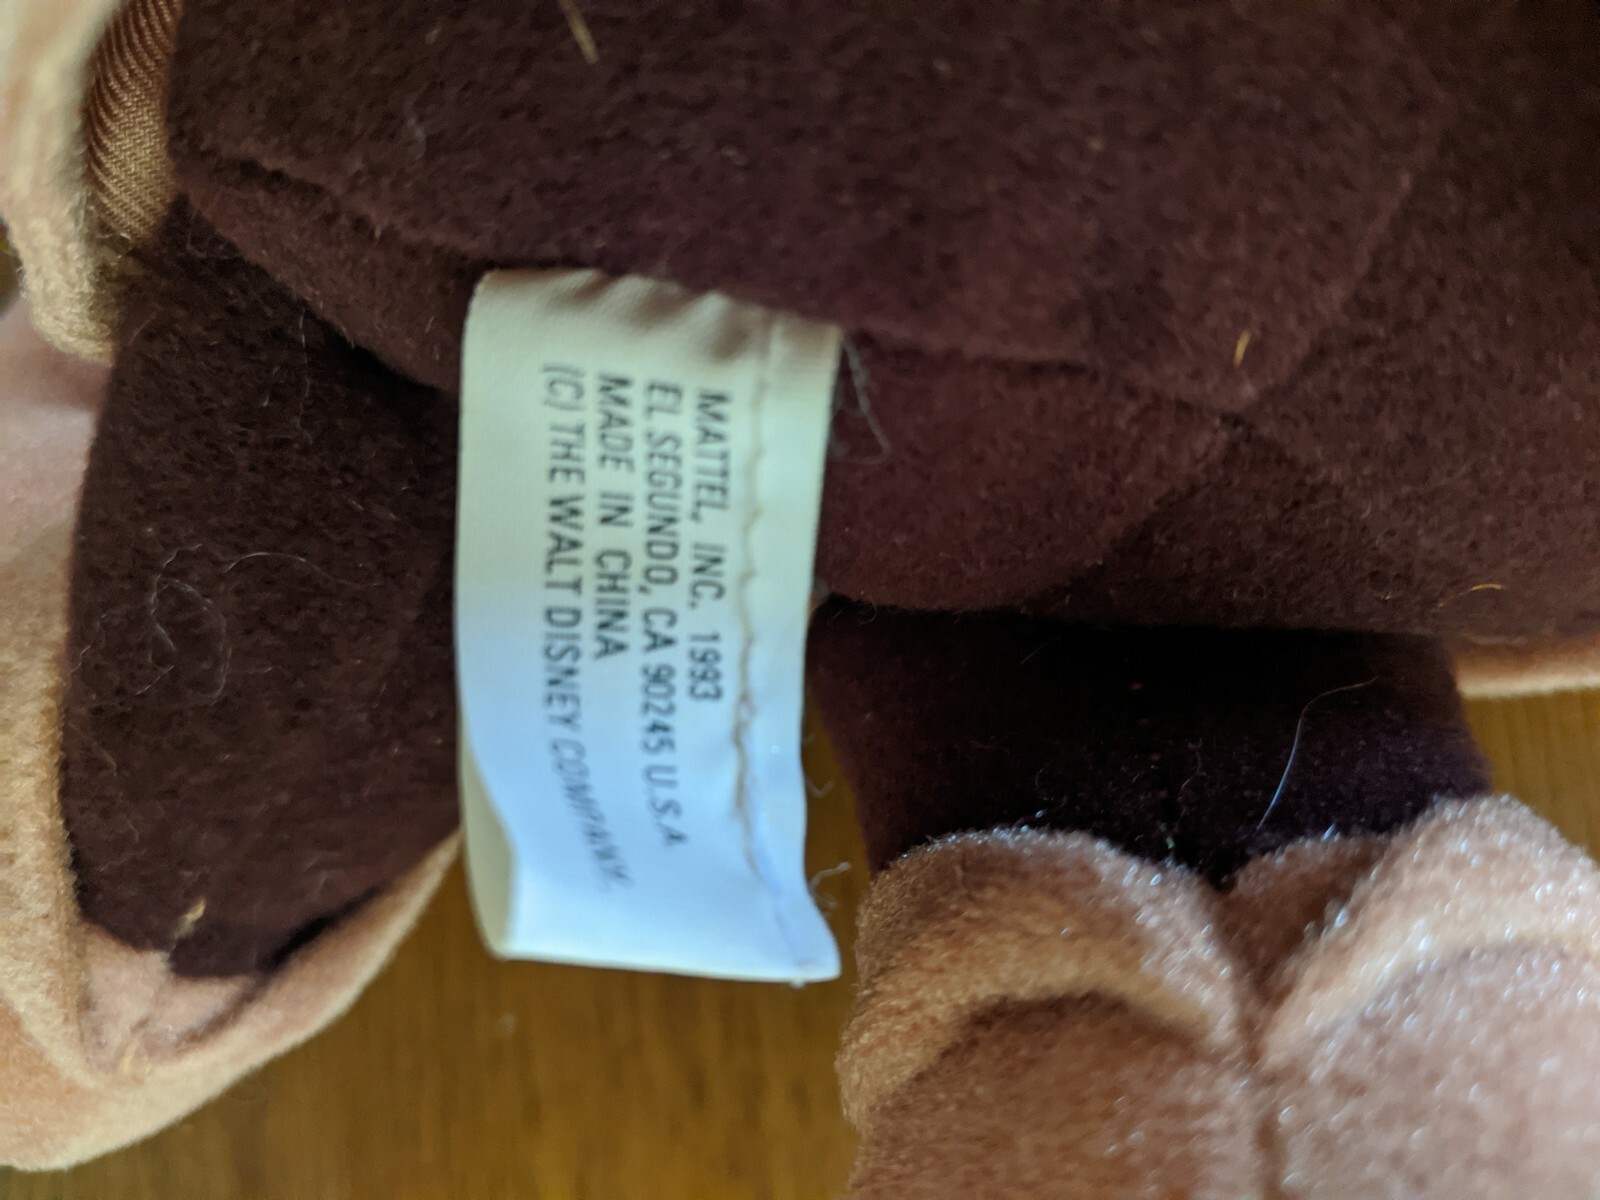 MATTEL, INC. 1993
EL SEGUNDO, CA 90245 U.S.A.
MADE IN CHINA
(C) THE WALT DISNEY COMPANY.